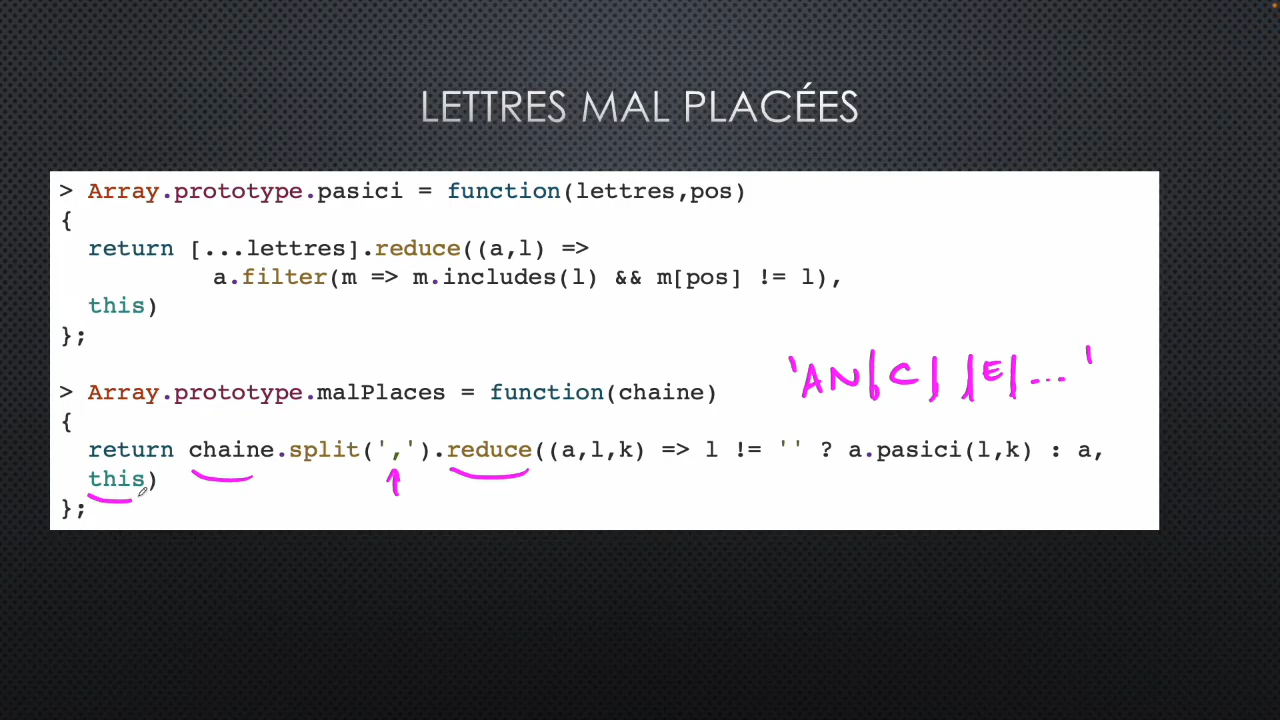 LETTRES MAL PLACÉES
> Array.prototype.pasici = function(lettres,pos)
{
return [...lettres].reduce((a,l) =>
a.filter(m => m.includes(l) && m[pos] != l),
this)
};
'AN| C| |E| ... '
> Array.prototype.malPlaces = function(chaine)
{
return chaine.split(',').reduce((a,l,k) => l != '' ? a.pasici(l,k) : a,
this)
};